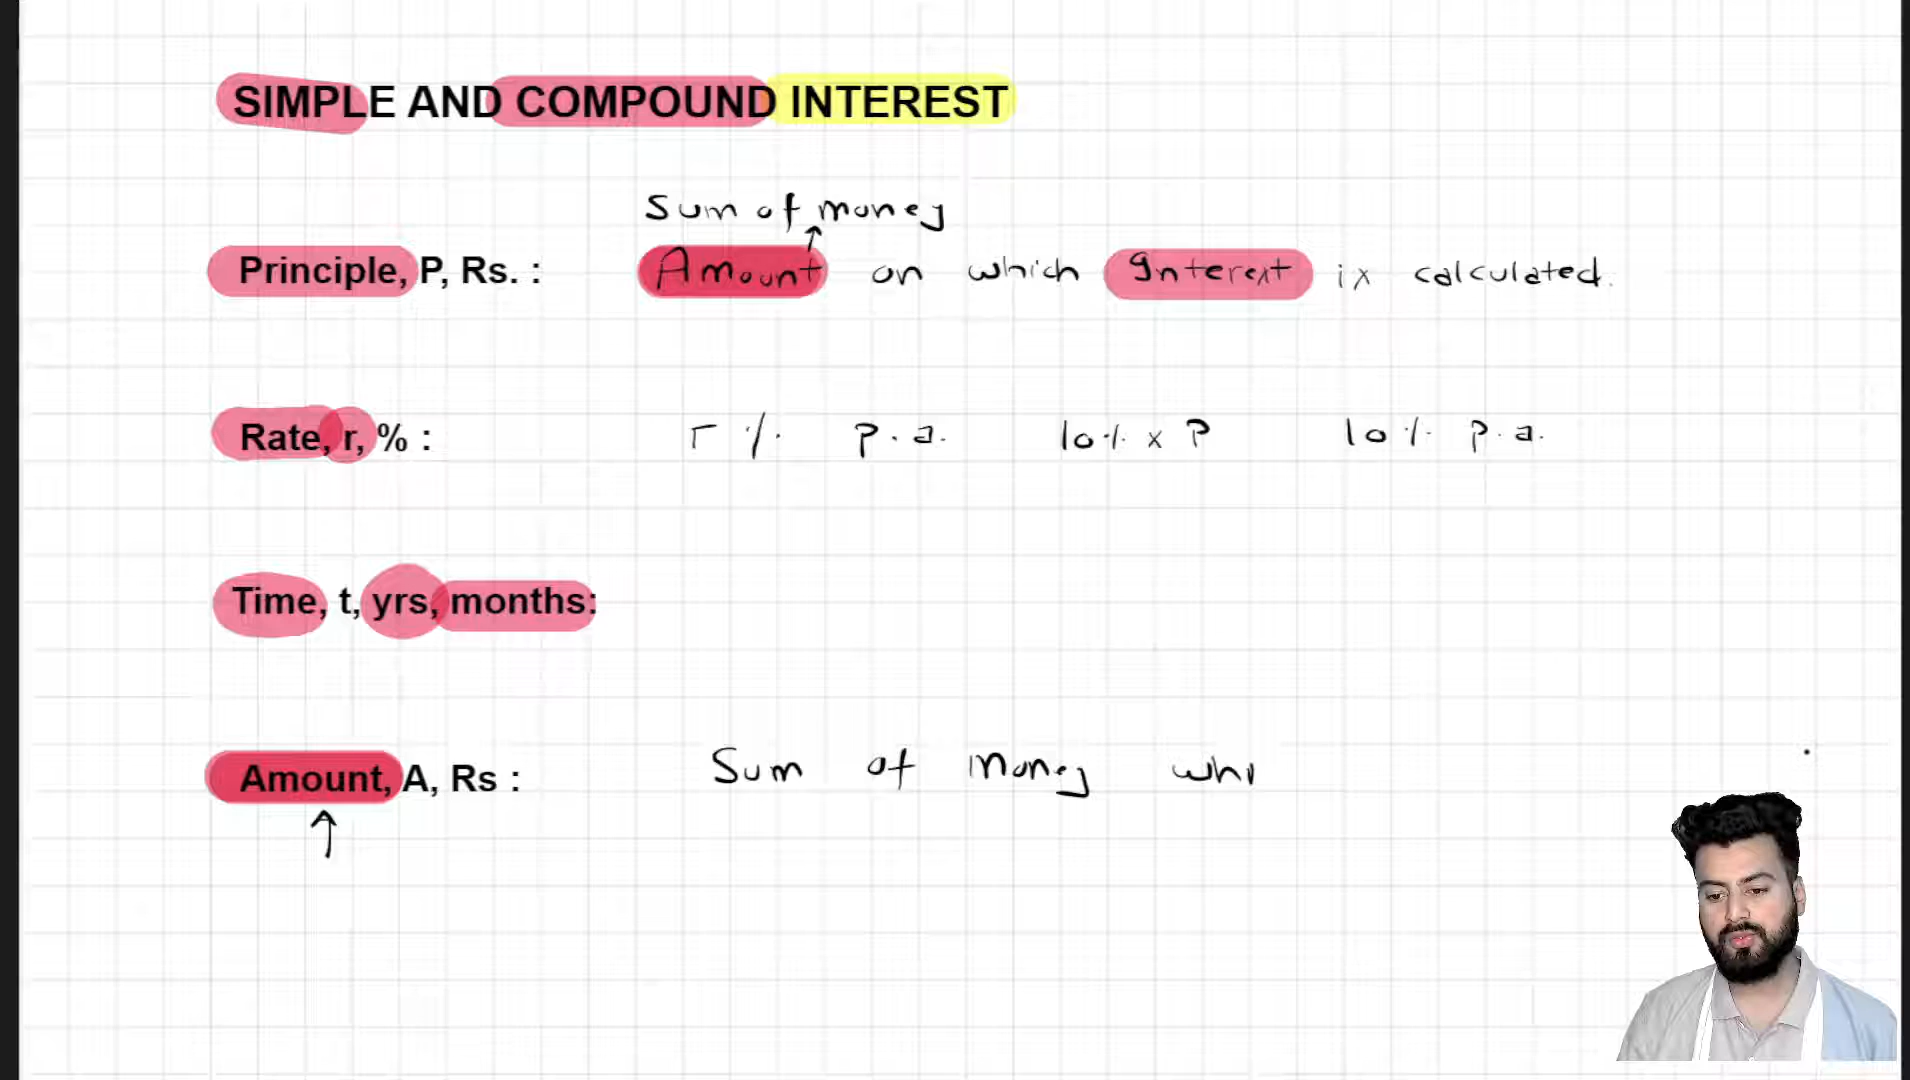 SIMPLE AND COMPOUND INTEREST
Sum of money
Principle, P, Rs. : Amount on which Interest is calculated.
Rate, r, % : r % p.a. 10% x P 10% p.a.
Time, t, yrs, months:
Amount, A, Rs : Sum of money whi